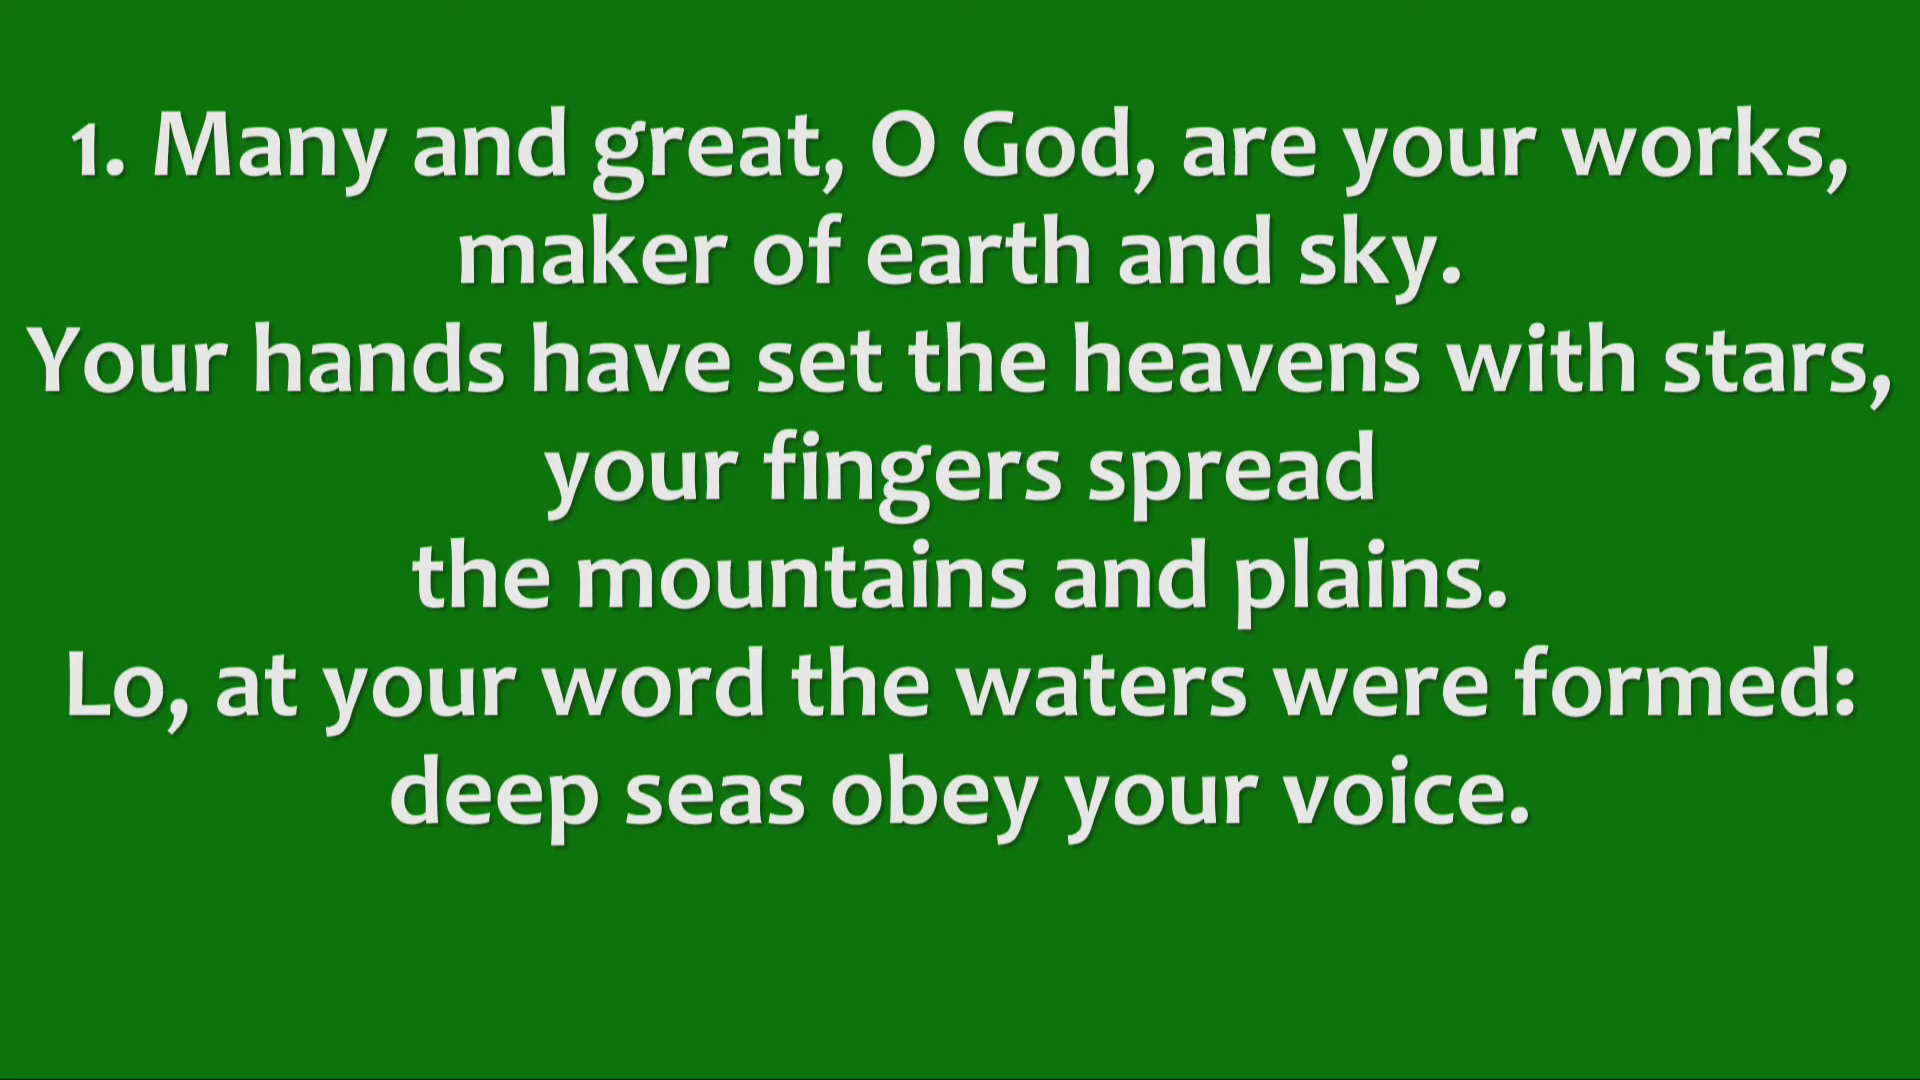 1. Many and great, O God, are your works,
maker of earth and sky.
Your hands have set the heavens with stars,
your fingers spread
the mountains and plains.
Lo, at your word the waters were formed:
deep seas obey your voice.